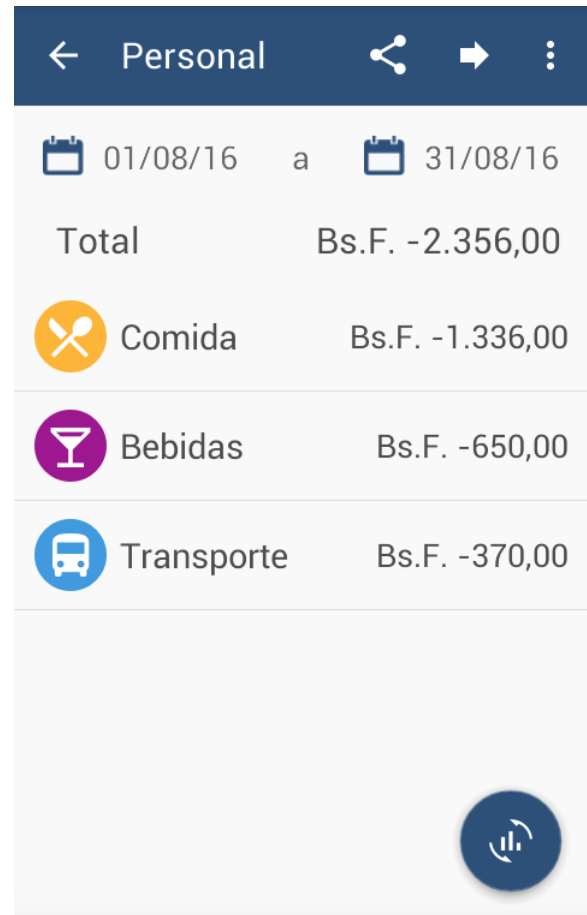 Personal
01/08/16 a 31/08/16
Total Bs.F. -2.356,00
Comida Bs.F. -1.336,00
Bebidas Bs.F. -650,00
Transporte Bs.F. -370,00